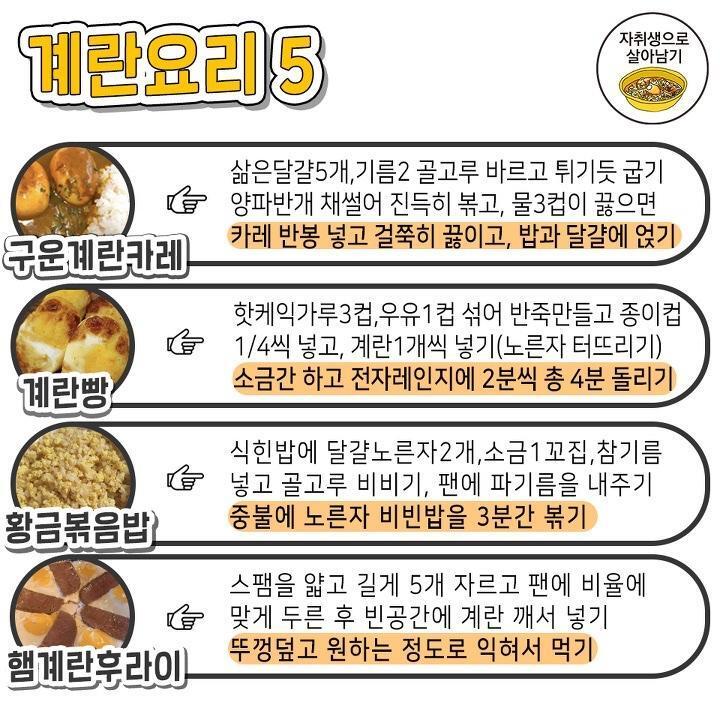 계란요리 5
자취생으로
살아남기
삶은달걀5개,기름2 골고루 바르고 튀기듯 굽기
양파반개 채썰어 진득히 볶고, 물3컵이 끓으면
카레 반봉 넣고 걸쭉히 끓이고, 밥과 달걀에 얹기
구운계란카레
핫케익가루3컵,우유1컵 섞어 반죽만들고 종이컵
1/4씩 넣고, 계란1개씩 넣기(노른자 터뜨리기)
소금간 하고 전자레인지에 2분씩 총 4분 돌리기
계란빵
식힌밥에 달걀노른자2개,소금1꼬집,참기름
넣고 골고루 비비기, 팬에 파기름을 내주기
중불에 노른자 비빈밥을 3분간 볶기
황금볶음밥
스팸을 얇고 길게 5개 자르고 팬에 비율에
맞게 두른 후 빈공간에 계란 깨서 넣기
뚜껑덮고 원하는 정도로 익혀서 먹기
햄계란후라이